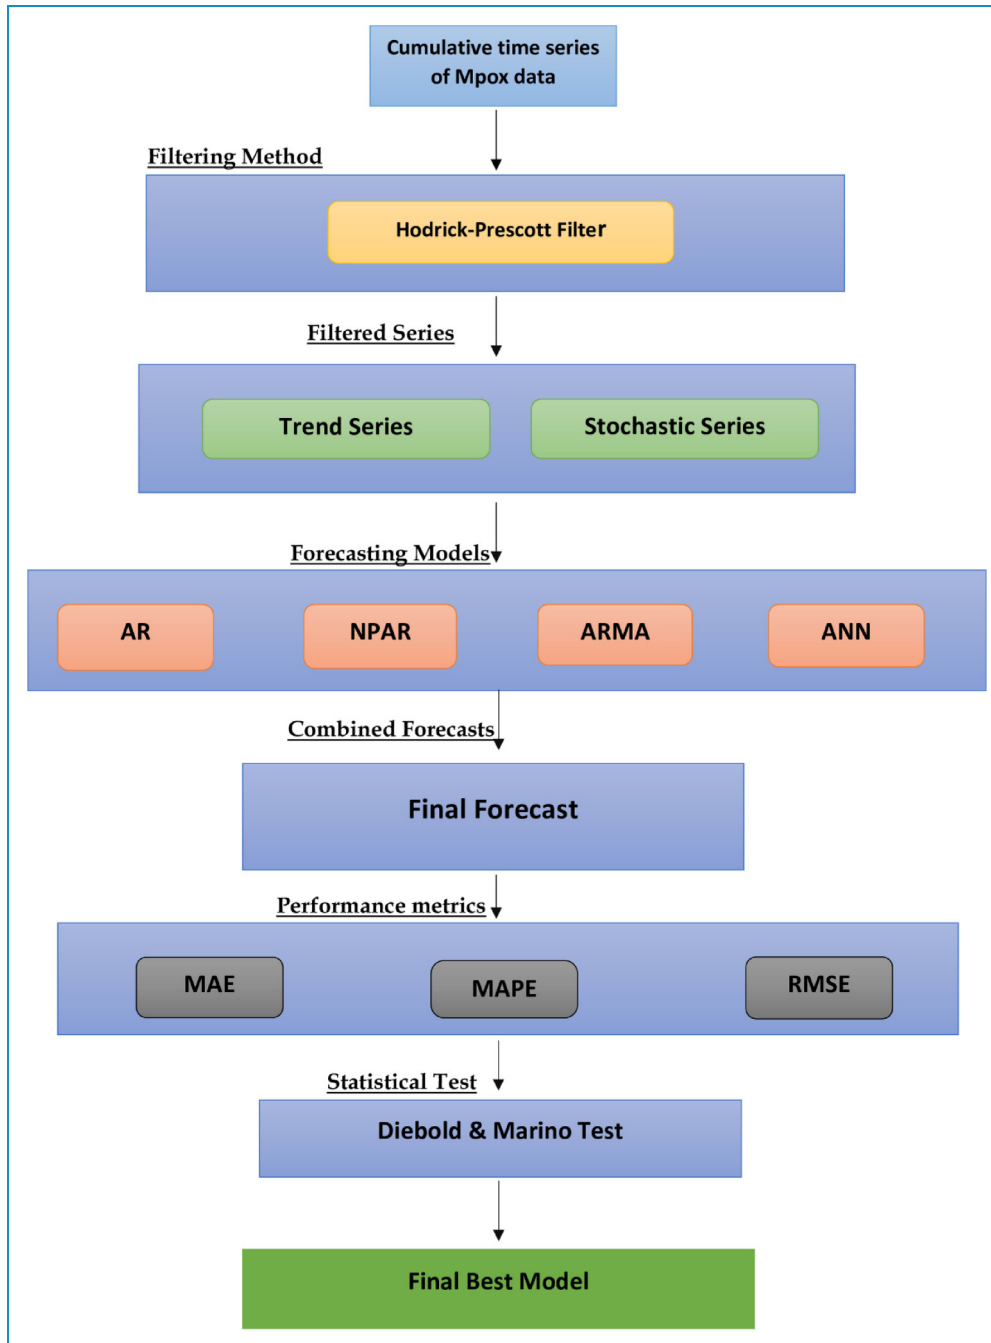 Cumulative time series
of Mpox data
Filtering Method
Hodrick-Prescott Filter
Filtered Series
Trend Series
Stochastic Series
Forecasting Models
AR
NPAR
ARMA
ANN
Combined Forecasts
Final Forecast
Performance metrics
MAE
MAPE
RMSE
Statistical Test
Diebold & Marino Test
Final Best Model